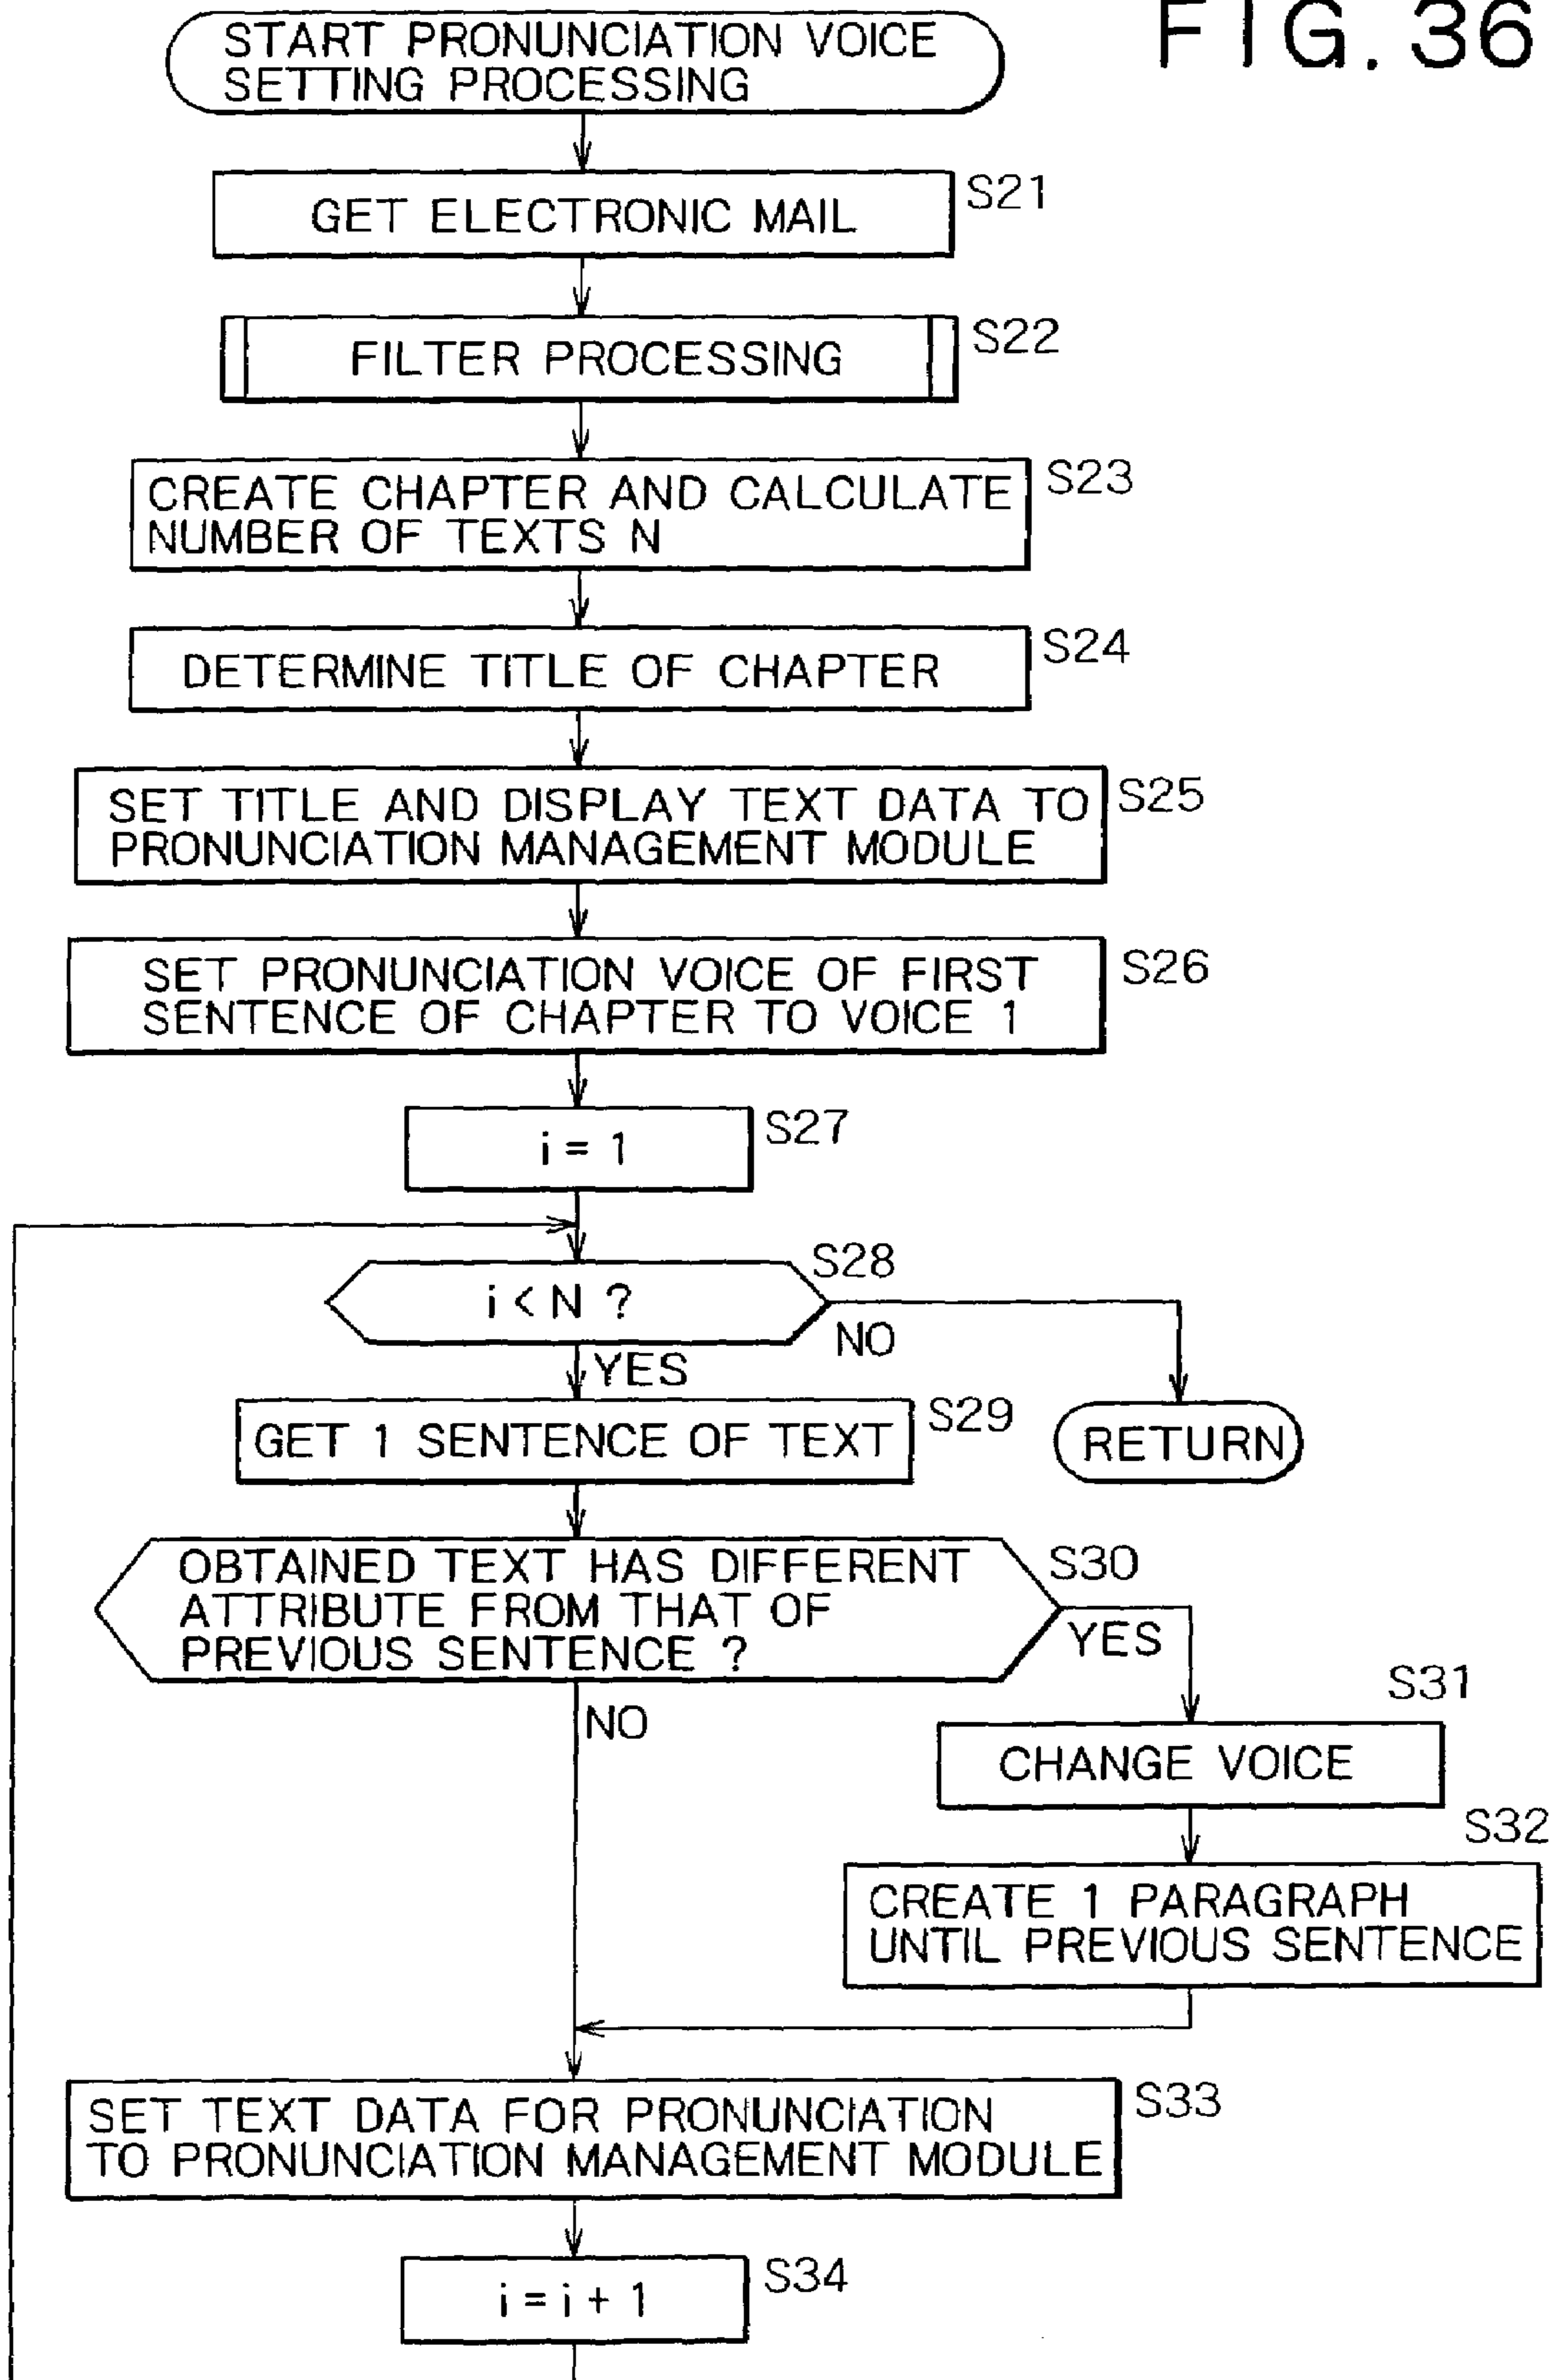 FIG. 36
START PRONUNCIATION VOICE
SETTING PROCESSING
GET ELECTRONIC MAIL
S21
FILTER PROCESSING
S22
CREATE CHAPTER AND CALCULATE
NUMBER OF TEXTS N
S23
DETERMINE TITLE OF CHAPTER
S24
SET TITLE AND DISPLAY TEXT DATA TO
PRONUNCIATION MANAGEMENT MODULE
S25
SET PRONUNCIATION VOICE OF FIRST
SENTENCE OF CHAPTER TO VOICE 1
S26
i = 1
S27
i < N ?
S28
NO
YES
GET 1 SENTENCE OF TEXT
S29
RETURN
OBTAINED TEXT HAS DIFFERENT
ATTRIBUTE FROM THAT OF
PREVIOUS SENTENCE ?
S30
YES
NO
S31
CHANGE VOICE
S32
CREATE 1 PARAGRAPH
UNTIL PREVIOUS SENTENCE
SET TEXT DATA FOR PRONUNCIATION
TO PRONUNCIATION MANAGEMENT MODULE
S33
i = i + 1
S34